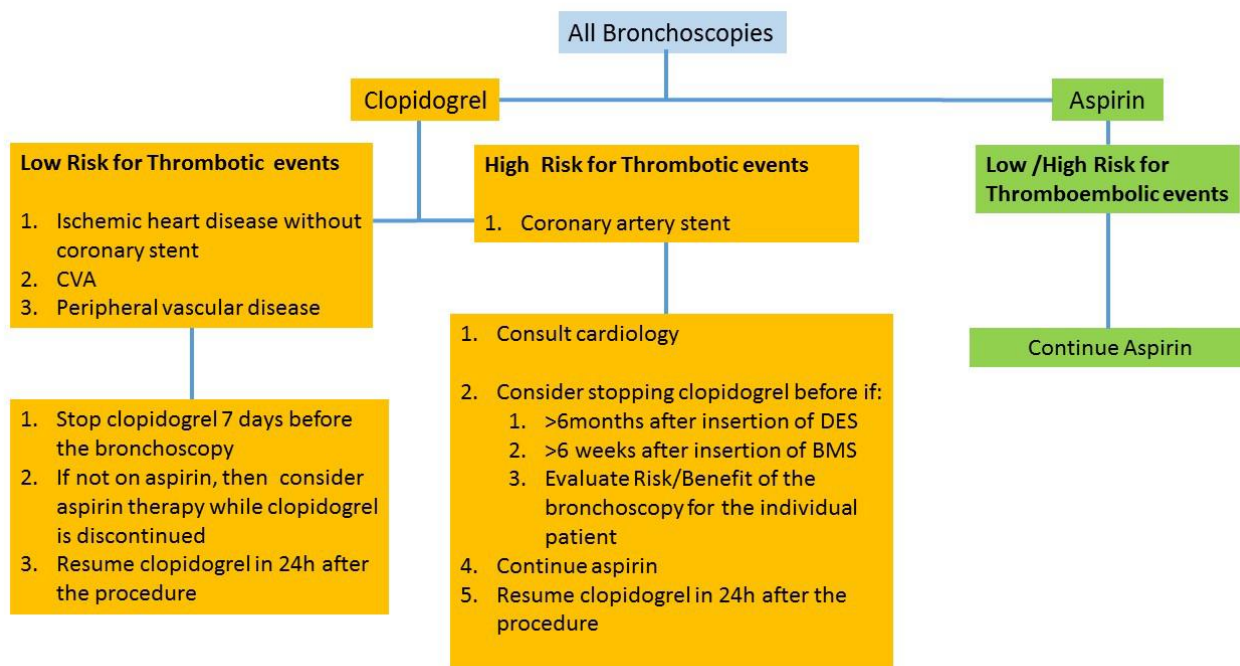 All Bronchoscopies
Clopidogrel
Aspirin
Low Risk for Thrombotic events
1. Ischemic heart disease without
coronary stent
2. CVA
3. Peripheral vascular disease
High Risk for Thrombotic events
1. Coronary artery stent
Low /High Risk for
Thromboembolic events
1. Stop clopidogrel 7 days before
the bronchoscopy
2. If not on aspirin, then consider
aspirin therapy while clopidogrel
is discontinued
3. Resume clopidogrel in 24h after
the procedure
1. Consult cardiology
2. Consider stopping clopidogrel before if:
1. >6months after insertion of DES
2. >6 weeks after insertion of BMS
3. Evaluate Risk/Benefit of the
bronchoscopy for the individual
patient
4. Continue aspirin
5. Resume clopidogrel in 24h after the
procedure
Continue Aspirin